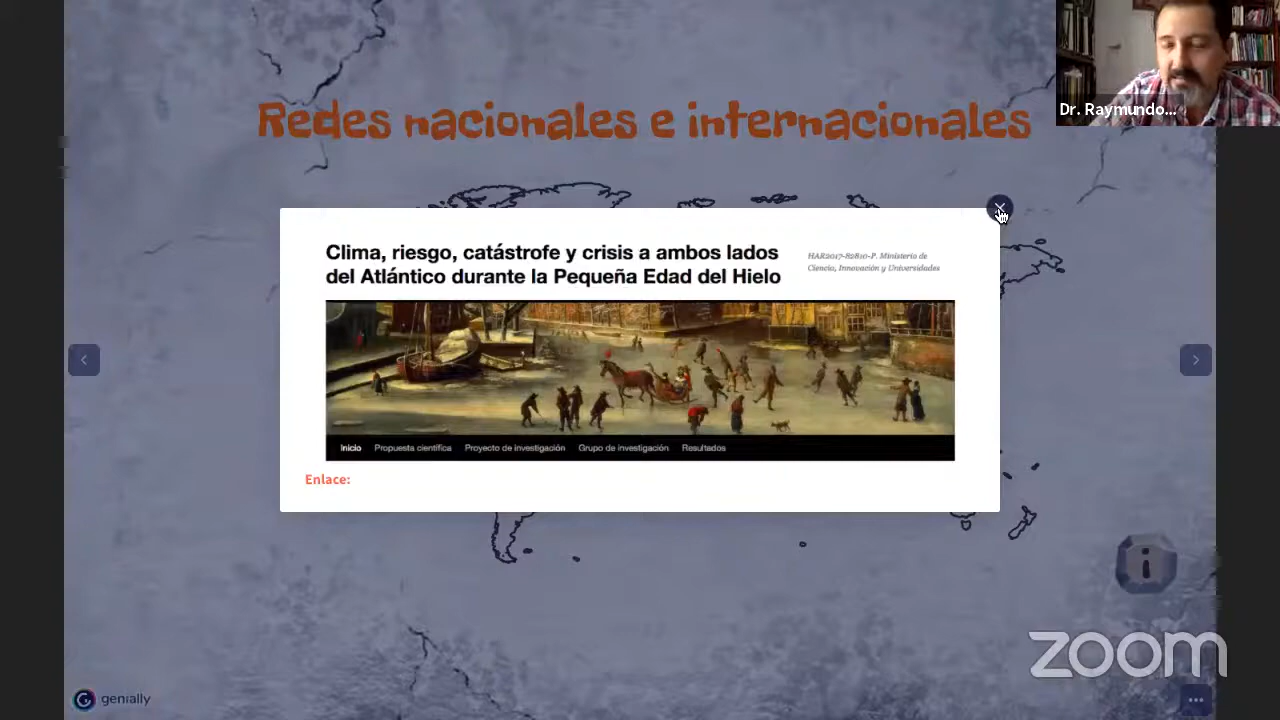 Redes nacionales e internacionales
Dr. Raymundo...
Clima, riesgo, catástrofe y crisis a ambos lados
del Atlántico durante la Pequeña Edad del Hielo
HAR2017-82810-P. Ministerio de
Ciencia, Innovación y Universidades
Inicio Propuesta científica Proyecto de investigación Grupo de investigación Resultados
Enlace:
i
zoom
G genially